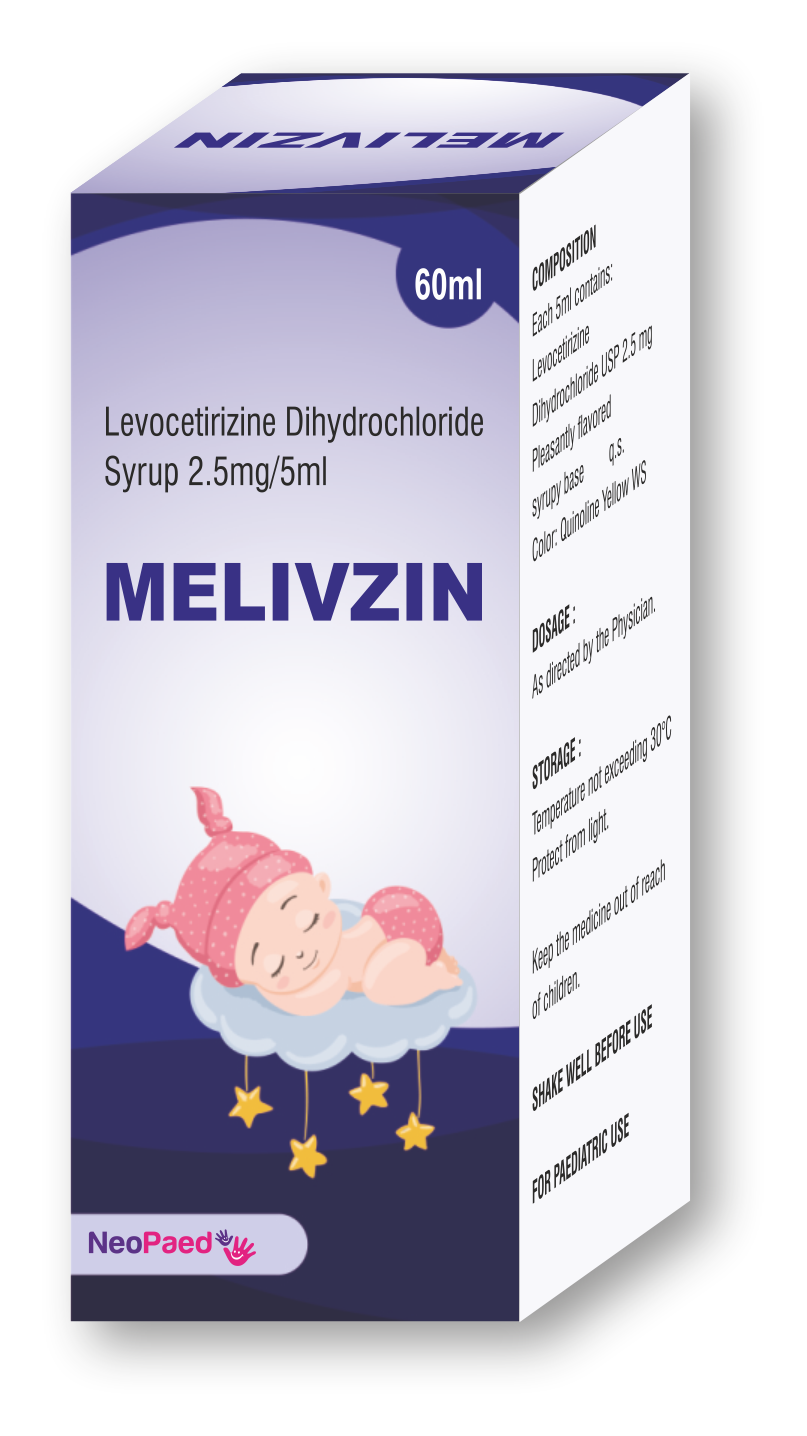 MELIVZIN
60ml
Levocetirizine Dihydrochloride
Syrup 2.5mg/5ml
MELIVZIN
NeoPaed
COMPOSITION
Each 5ml contains:
Levocetirizine
Dihydrochloride USP 2.5 mg
Pleasantly flavored
syrupy base q.s.
Color: Quinoline Yellow WS
DOSAGE :
As directed by the Physician.
STORAGE :
Temperature not exceeding 30°C
Protect from light.
Keep the medicine out of reach
of children.
SHAKE WELL BEFORE USE
FOR PAEDIATRIC USE